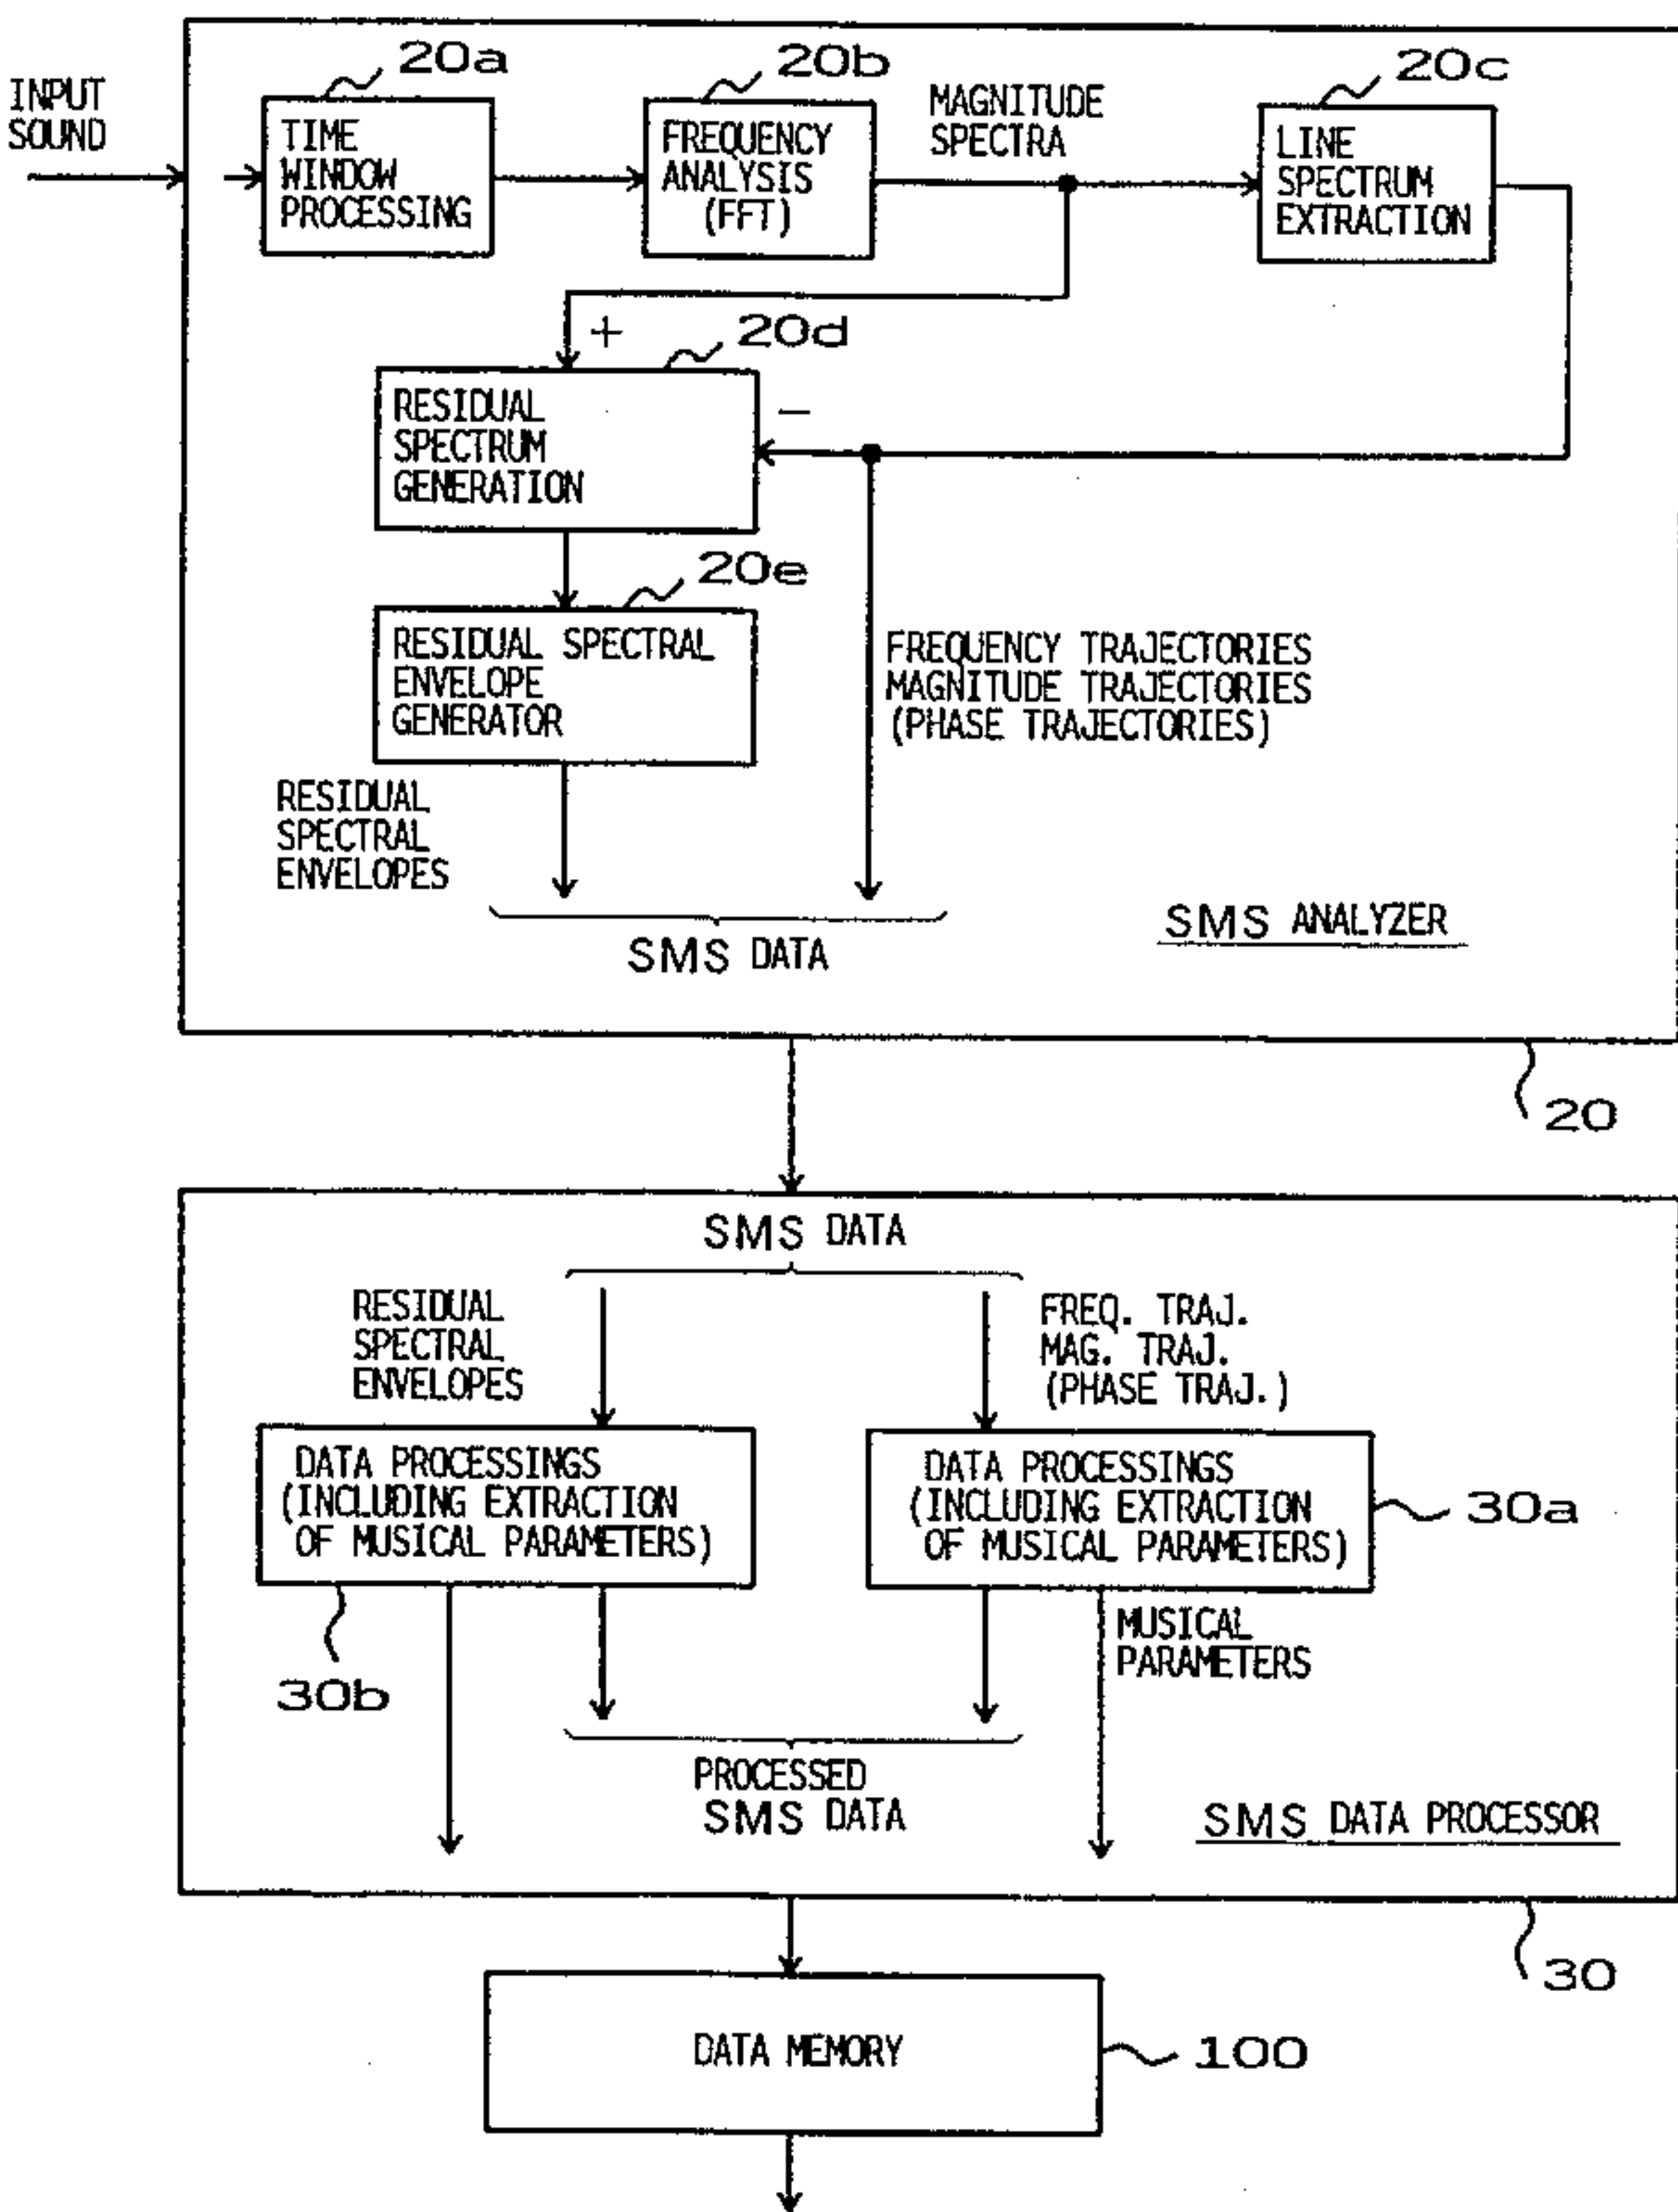 INPUT
SOUND
20a
TIME
WINDOW
PROCESSING
20b
FREQUENCY
ANALYSIS
(FFT)
MAGNITUDE
SPECTRA
20c
LINE
SPECTRUM
EXTRACTION
+
20d
RESIDUAL
SPECTRUM
GENERATION
−
20e
RESIDUAL SPECTRAL
ENVELOPE
GENERATOR
FREQUENCY TRAJECTORIES
MAGNITUDE TRAJECTORIES
(PHASE TRAJECTORIES)
RESIDUAL
SPECTRAL
ENVELOPES
SMS DATA
SMS ANALYZER
20
SMS DATA
RESIDUAL
SPECTRAL
ENVELOPES
FREQ. TRAJ.
MAG. TRAJ.
(PHASE TRAJ.)
DATA PROCESSINGS
(INCLUDING EXTRACTION
OF MUSICAL PARAMETERS)
DATA PROCESSINGS
(INCLUDING EXTRACTION
OF MUSICAL PARAMETERS)
30a
30b
MUSICAL
PARAMETERS
PROCESSED
SMS DATA
SMS DATA PROCESSOR
30
DATA MEMORY
100